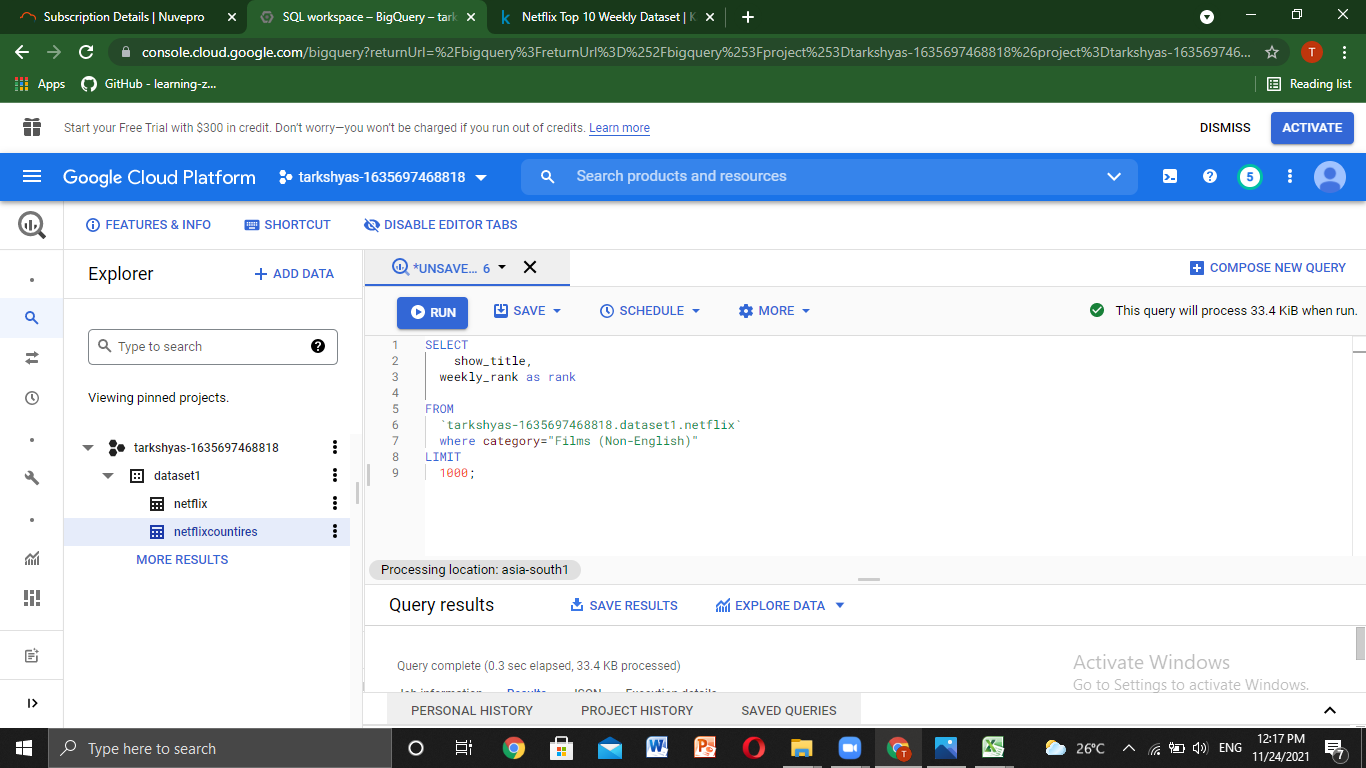 Subscription Details | Nuvepro
SQL workspace – BigQuery – tark
Netflix Top 10 Weekly Dataset | K
console.cloud.google.com/bigquery?returnUrl=%2Fbigquery%3FreturnUrl%3D%252Fbigquery%253Fproject%253Dtarkshyas-1635697468818%26project%3Dtarkshyas-163569746...
T
Apps
GitHub - learning-z...
Reading list
Start your Free Trial with $300 in credit. Don't worry—you won't be charged if you run out of credits. Learn more
DISMISS
ACTIVATE
Google Cloud Platform
tarkshyas-1635697468818
Search products and resources
5
FEATURES & INFO
SHORTCUT
DISABLE EDITOR TABS
Explorer
+ ADD DATA
*UNSAVE... 6
COMPOSE NEW QUERY
RUN
SAVE
SCHEDULE
MORE
This query will process 33.4 KiB when run.
Type to search
Viewing pinned projects.
tarkshyas-1635697468818
dataset1
netflix
netflixcountires
MORE RESULTS
1 SELECT
2 show_title,
3 weekly_rank as rank
4
5 FROM
6 `tarkshyas-1635697468818.dataset1.netflix`
7 where category="Films (Non-English)"
8 LIMIT
9 1000;
Processing location: asia-south1
Query results
SAVE RESULTS
EXPLORE DATA
Query complete (0.3 sec elapsed, 33.4 KB processed)
Job information Results JSON Execution details
Activate Windows
Go to Settings to activate Windows.
PERSONAL HISTORY
PROJECT HISTORY
SAVED QUERIES
Type here to search
26°C
ENG
12:17 PM
11/24/2021
7